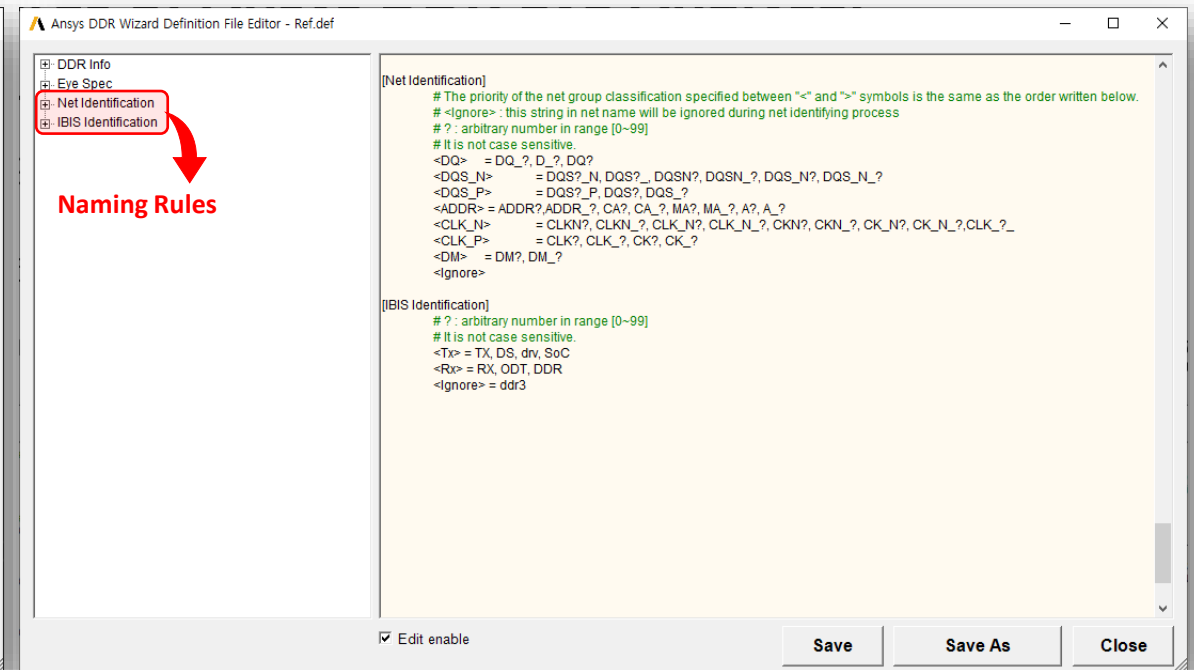 Ansys DDR Wizard Definition File Editor - Ref.def
DDR Info
Eye Spec
Net Identification
IBIS Identification
Naming Rules
[Net Identification]
# The priority of the net group classification specified between "<" and ">" symbols is the same as the order written below.
# <Ignore> : this string in net name will be ignored during net identifying process
# ? : arbitrary number in range [0~99]
# It is not case sensitive.
<DQ> = DQ_?, D_?, DQ?
<DQS_N> = DQS?_N, DQS?_, DQSN?, DQSN_?, DQS_N?, DQS_N_?
<DQS_P> = DQS?_P, DQS?, DQS_?
<ADDR> = ADDR?,ADDR_?, CA?, CA_?, MA?, MA_?, A?, A_?
<CLK_N> = CLKN?, CLKN_?, CLK_N?, CLK_N_?, CKN?, CKN_?, CK_N?, CK_N_?,CLK_?_
<CLK_P> = CLK?, CLK_?, CK?, CK_?
<DM> = DM?, DM_?
<Ignore>
[IBIS Identification]
# ? : arbitrary number in range [0~99]
# It is not case sensitive.
<Tx> = TX, DS, drv, SoC
<Rx> = RX, ODT, DDR
<Ignore> = ddr3
Edit enable
Save
Save As
Close